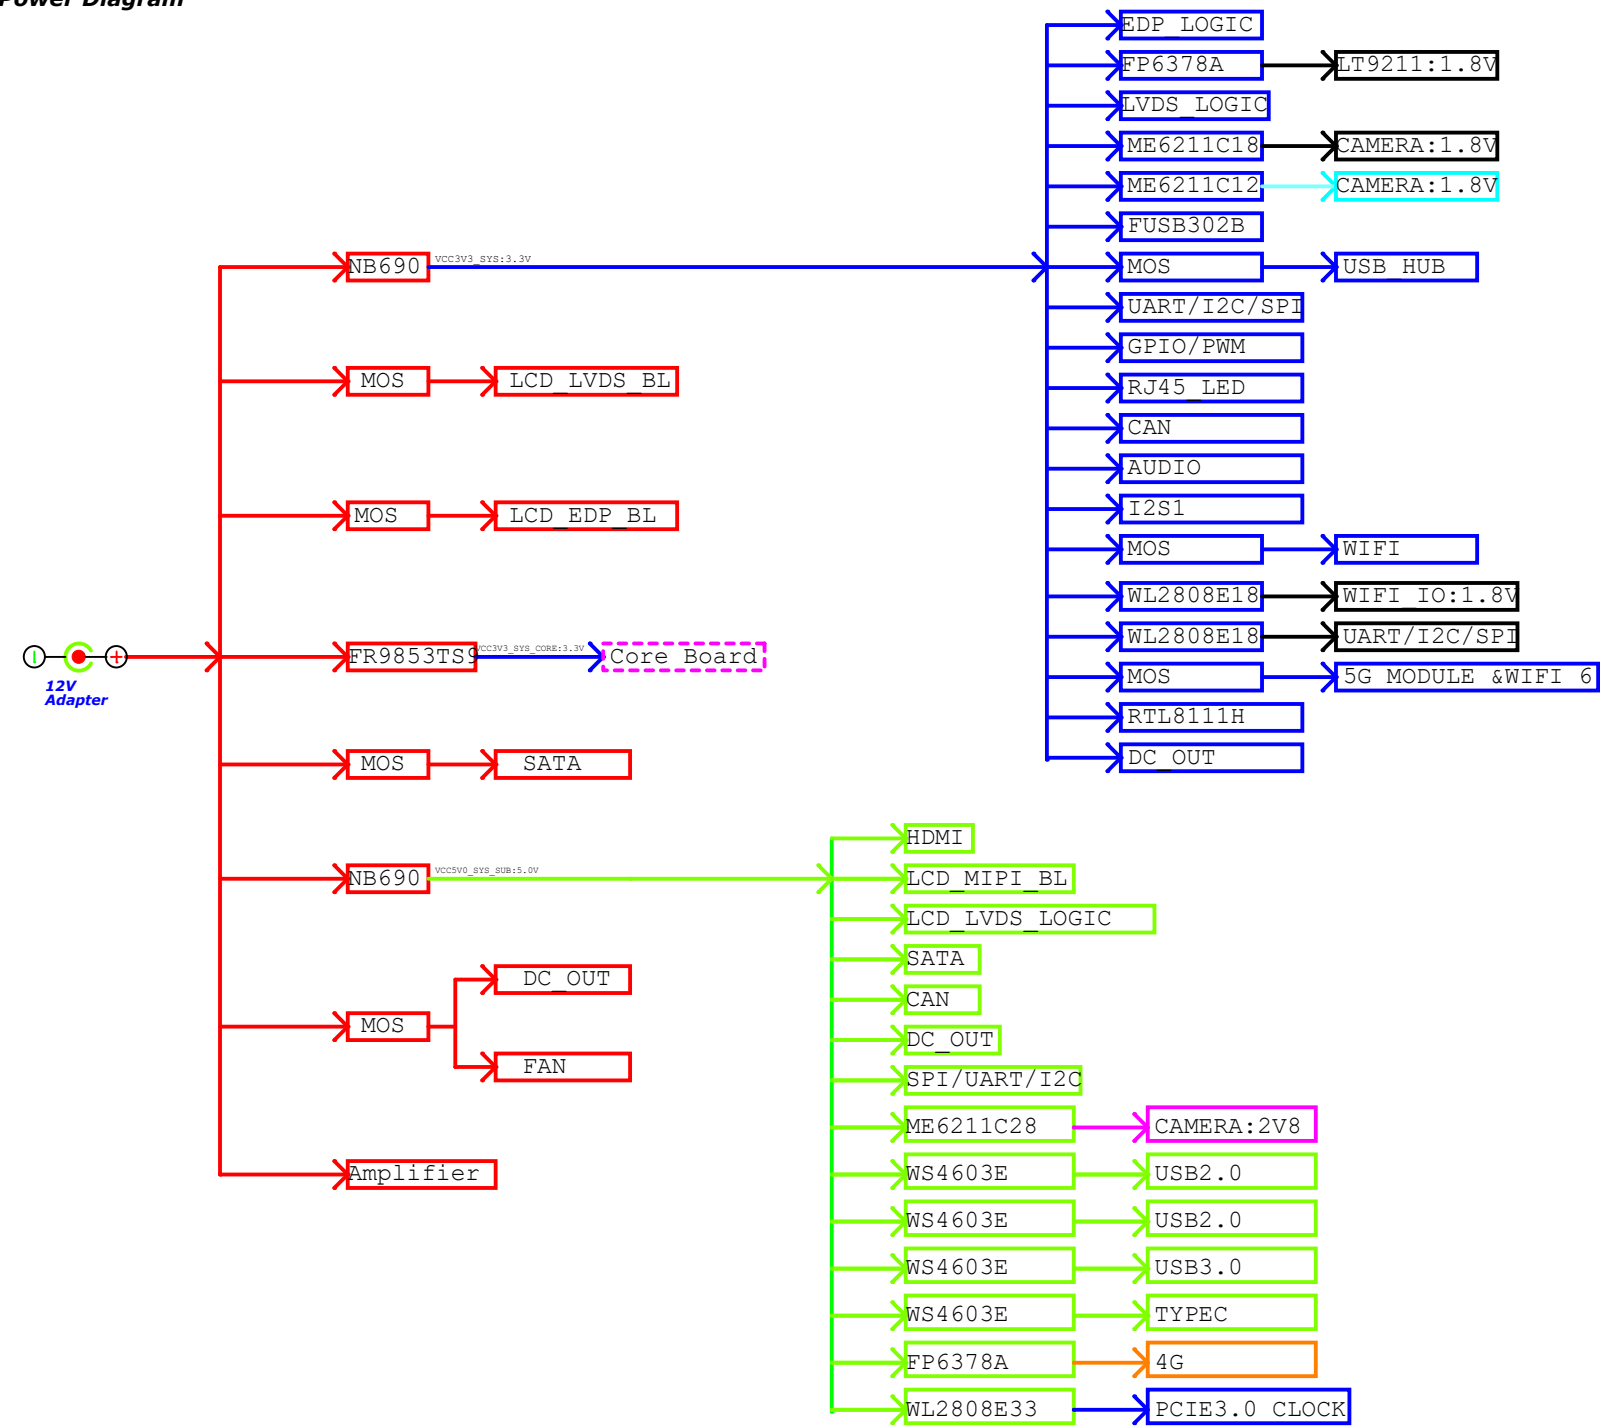 Power Diagram
12V
Adapter
NB690
VCC3V3_SYS:3.3V
MOS
LCD_LVDS_BL
MOS
LCD_EDP_BL
FR9853TS9
VCC3V3_SYS_CORE:3.3V
Core Board
MOS
SATA
NB690
VCC5V0_SYS_SUB:5.0V
MOS
DC_OUT
FAN
Amplifier
EDP_LOGIC
FP6378A
LT9211:1.8V
LVDS_LOGIC
ME6211C18
CAMERA:1.8V
ME6211C12
CAMERA:1.8V
FUSB302B
MOS
USB_HUB
UART/I2C/SPI
GPIO/PWM
RJ45_LED
CAN
AUDIO
I2S1
MOS
WIFI
WL2808E18
WIFI_IO:1.8V
WL2808E18
UART/I2C/SPI
MOS
5G MODULE &WIFI 6
RTL8111H
DC_OUT
HDMI
LCD_MIPI_BL
LCD_LVDS_LOGIC
SATA
CAN
DC_OUT
SPI/UART/I2C
ME6211C28
CAMERA:2V8
WS4603E
USB2.0
WS4603E
USB2.0
WS4603E
USB3.0
WS4603E
TYPEC
FP6378A
4G
WL2808E33
PCIE3.0 CLOCK